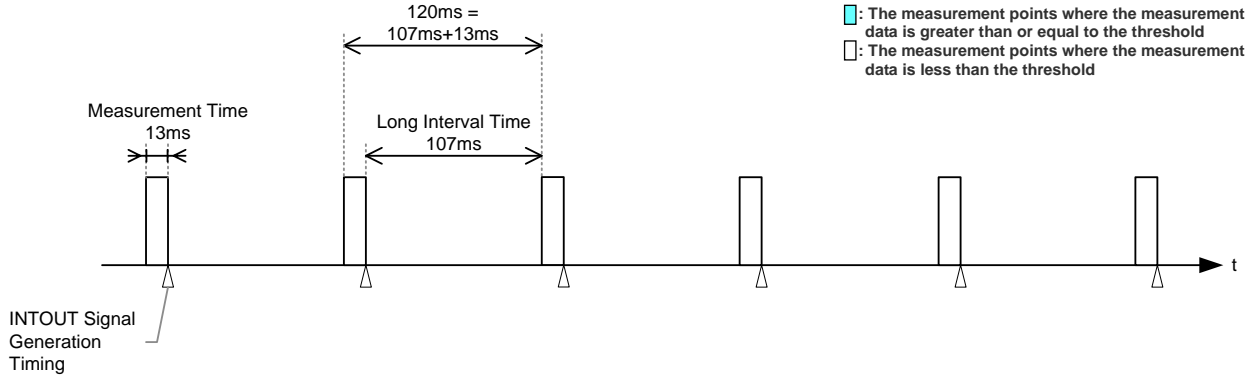 120ms =
107ms+13ms
: The measurement points where the measurement
data is greater than or equal to the threshold
: The measurement points where the measurement
data is less than the threshold
Measurement Time
13ms
Long Interval Time
107ms
t
INTOUT Signal
Generation
Timing